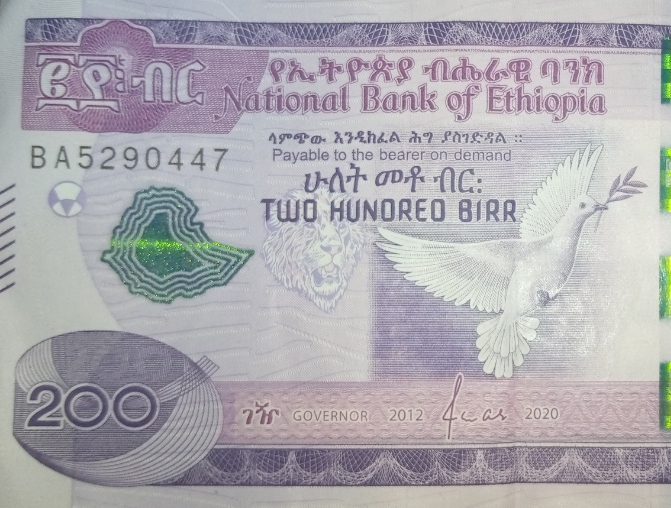 ፪፻ ብር
የኢትዮጵያ ብሔራዊ ባንክ
National Bank of Ethiopia
ላምጭው እንዲከፈል ሕግ ያስገድዳል ::
BA5290447
Payable to the bearer on demand
ሁለት መቶ ብር:
TWO HUNDRED BIRR
200
ገዥ GOVERNOR 2012 2020